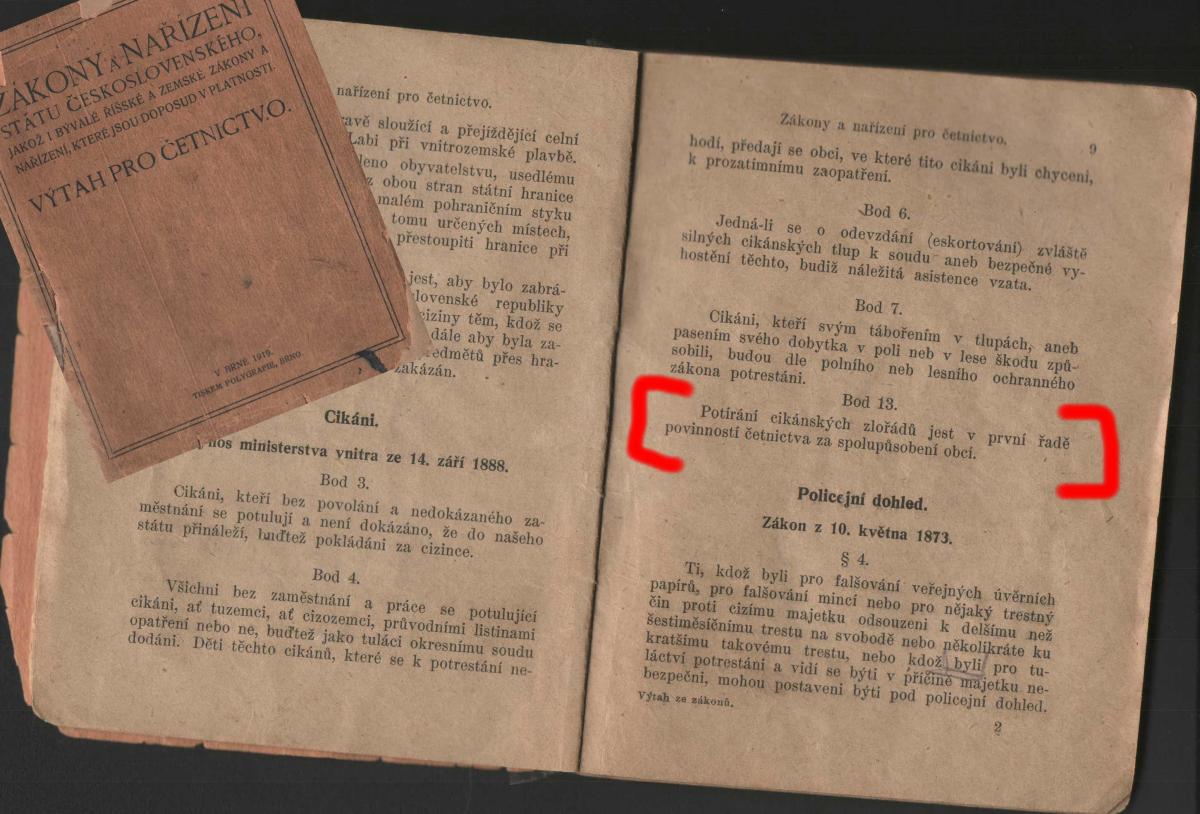 ZÁKONY A NAŘÍZENÍ
STÁTU ČESKOSLOVENSKÉHO,
JAKOŽ I BÝVALÉ ŘÍŠSKÉ A ZEMSKÉ ZÁKONY A
NAŘÍZENÍ, KTERÉ JSOU DOPOSUD V PLATNOSTI.
VÝTAH PRO ČETNICTVO.
V BRNĚ 1919.
TISKEM POLYGRAFIE, BRNO.
nařízení pro četnictvo.
sloužící a přejíždějící celní
Labi při vnitrozemské plavbě.
obyvatelstvu, usedlému
z obou stran státní hranice
malém pohraničním styku
tomu určených místech,
přestoupiti hranice při
jest, aby bylo zabrá-
republiky
ciziny těm, kdož se
dále aby byla za-
přes hra-
zakázán.
Cikáni.
ministerstva vnitra ze 14. září 1888.
Bod 3.
Cikáni, kteří bez povolání a nedokázaného za-
městnání se potulují a není dokázáno, že do našeho
státu přináleží, buďtež pokládáni za cizince.
Bod 4.
Všichni bez zaměstnání a práce se potulující
cikáni, ať tuzemci, ať cizozemci, průvodními listinami
opatření nebo ne, buďtež jako tuláci okresnímu soudu
dodáni. Děti těchto cikánů, které se k potrestání ne-
Zákony a nařízení pro četnictvo. 9
hodí, předají se obci, ve které tito cikáni byli chyceni,
k prozatimnímu zaopatření.
Bod 6.
Jedná-li se o odevzdání (eskortování) zvláště
silných cikánských tlup k soudu aneb bezpečné vy-
hostění těchto, budiž náležitá asistence vzata.
Bod 7.
Cikáni, kteří svým tábořením v tlupách, aneb
pasením svého dobytka v poli neb v lese škodu způ-
sobili, budou dle polního neb lesního ochranného
zákona potrestáni.
Bod 13.
Potírání cikánských zlořádů jest v první řadě
povinností četnictva za spolupůsobení obcí.
Policejní dohled.
Zákon z 10. května 1873.
§ 4.
Ti, kdož byli pro falšování veřejných úvěrních
papírů, pro falšování mincí nebo pro nějaký trestný
čin proti cizímu majetku odsouzeni k delšímu než
šestiměsíčnímu trestu na svobodě nebo několikráte ku
kratšímu takovému trestu, nebo kdož byli pro tu-
láctví potrestáni a vidí se býti v příčině majetku ne-
bezpečni, mohou postaveni býti pod policejní dohled.
Výtah ze zákonů.
2